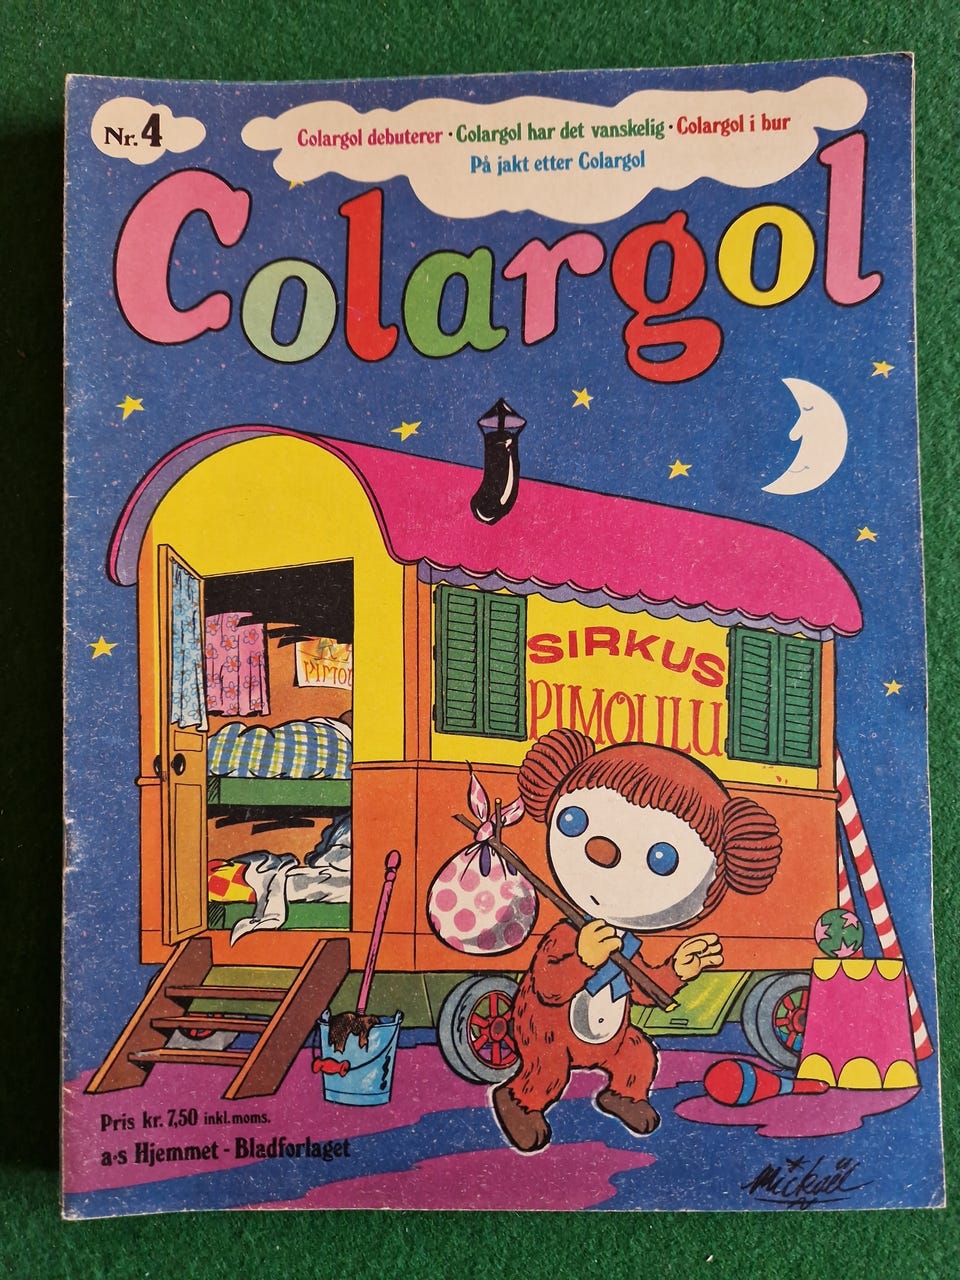 Nr. 4
Colargol debuterer · Colargol har det vanskelig · Colargol i bur
På jakt etter Colargol
Colargol
SIRKUS
PIMOULU
Pris kr. 7,50 inkl. moms.
a·s Hjemmet - Bladforlaget
Mickaël